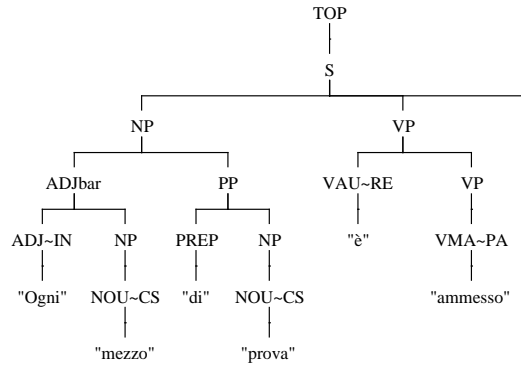 TOP
S
NP VP
ADJbar PP VAU~RE VP
ADJ~IN NP PREP NP "è" VMA~PA
"Ogni" NOU~CS "di" NOU~CS "ammesso"
"mezzo" "prova"